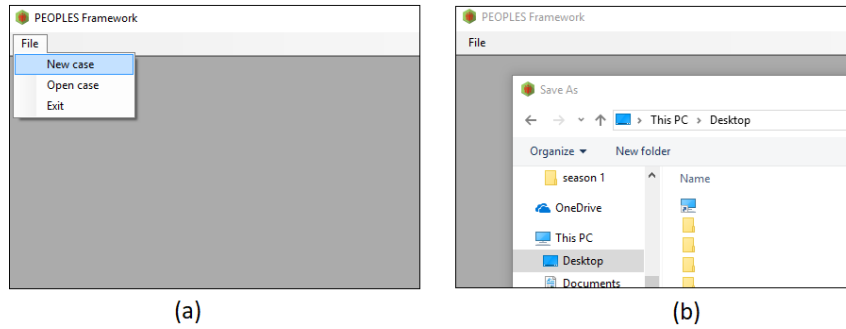 PEOPLES Framework
File
New case
Open case
Exit
(a)
PEOPLES Framework
File
Save As
This PC > Desktop
Organize New folder
season 1
Name
OneDrive
This PC
Desktop
Documents
(b)